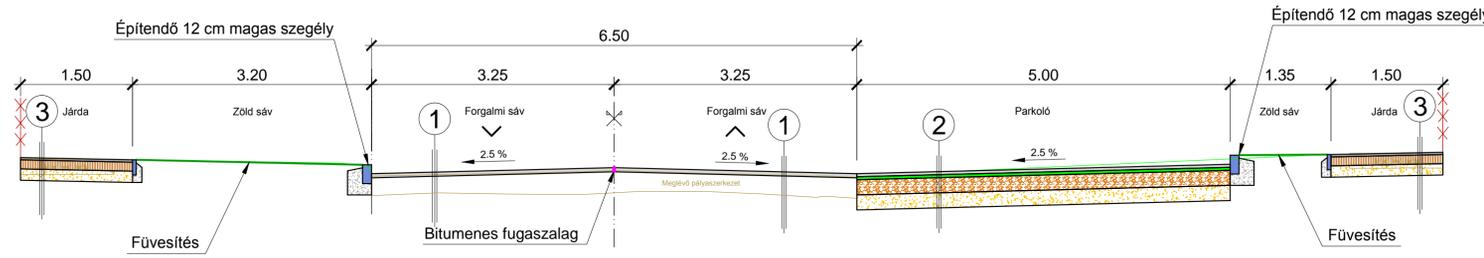 Építendő 12 cm magas szegély
Építendő 12 cm magas szegély
6.50
1.50
3.20
3.25
3.25
5.00
1.35
1.50
3
Járda
Zöld sáv
1
Forgalmi sáv
Forgalmi sáv
1
2
Parkoló
Zöld sáv
Járda
3
2.5 %
2.5 %
2.5 %
Meglévő pályaszerkezet
Füvesítés
Bitumenes fugaszalag
Füvesítés